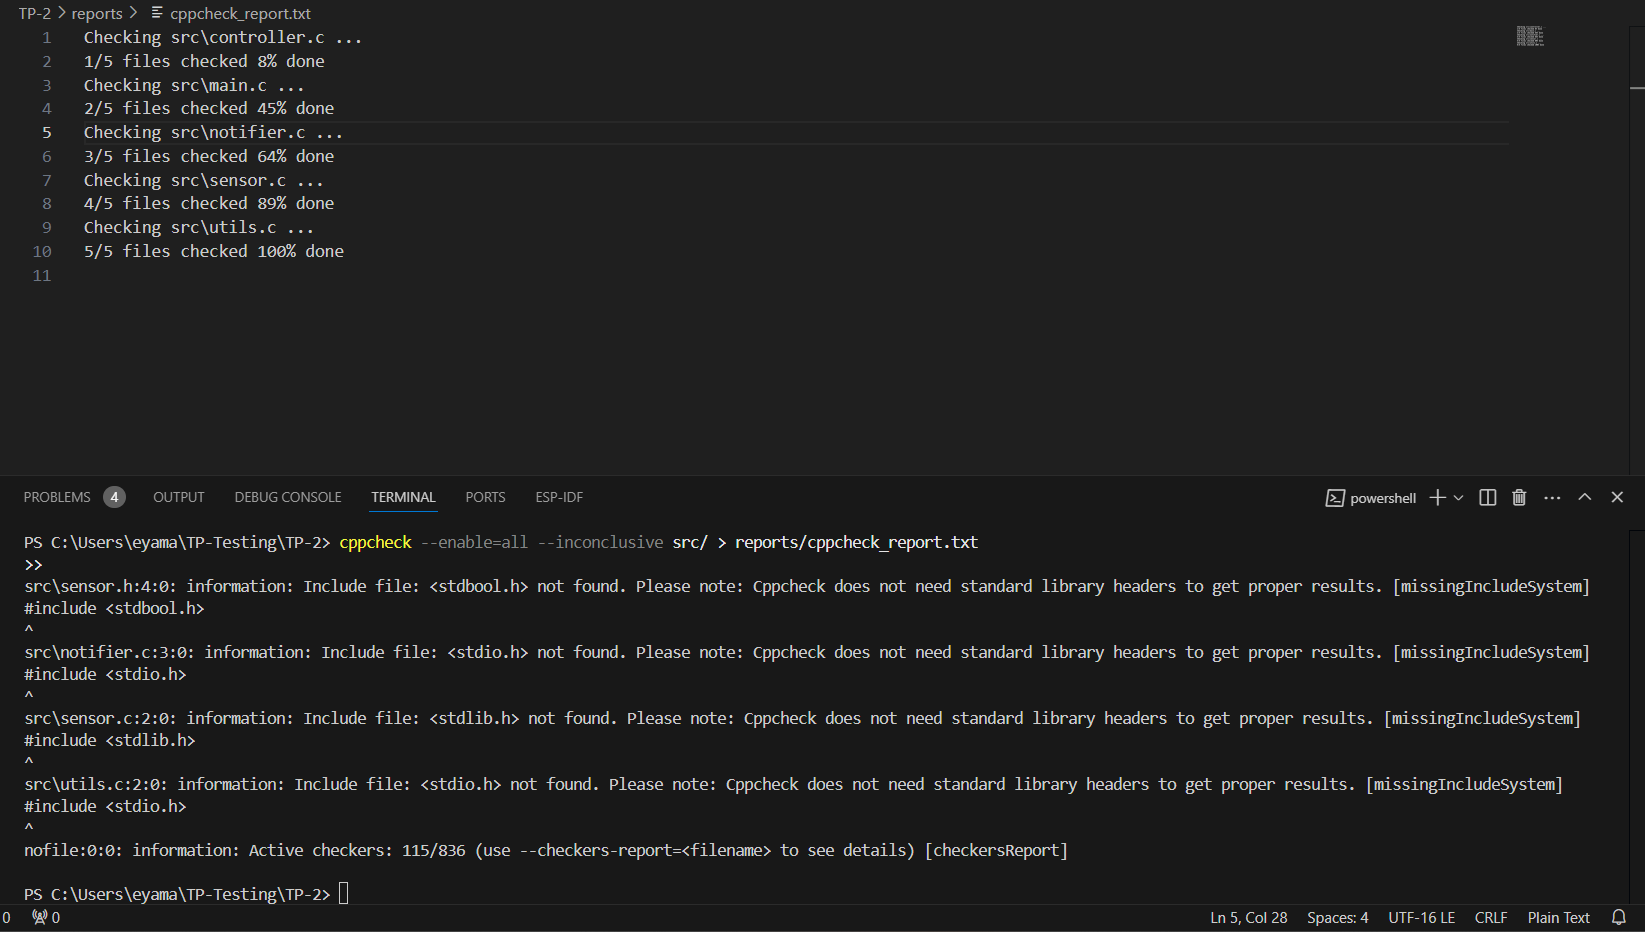 TP-2 > reports > cppcheck_report.txt
1 Checking src\controller.c ...
2 1/5 files checked 8% done
3 Checking src\main.c ...
4 2/5 files checked 45% done
5 Checking src\notifier.c ...
6 3/5 files checked 64% done
7 Checking src\sensor.c ...
8 4/5 files checked 89% done
9 Checking src\utils.c ...
10 5/5 files checked 100% done
11
PROBLEMS 4 OUTPUT DEBUG CONSOLE TERMINAL PORTS ESP-IDF powershell
PS C:\Users\eyama\TP-Testing\TP-2> cppcheck --enable=all --inconclusive src/ > reports/cppcheck_report.txt
>>
src\sensor.h:4:0: information: Include file: <stdbool.h> not found. Please note: Cppcheck does not need standard library headers to get proper results. [missingIncludeSystem]
#include <stdbool.h>
^
src\notifier.c:3:0: information: Include file: <stdio.h> not found. Please note: Cppcheck does not need standard library headers to get proper results. [missingIncludeSystem]
#include <stdio.h>
^
src\sensor.c:2:0: information: Include file: <stdlib.h> not found. Please note: Cppcheck does not need standard library headers to get proper results. [missingIncludeSystem]
#include <stdlib.h>
^
src\utils.c:2:0: information: Include file: <stdio.h> not found. Please note: Cppcheck does not need standard library headers to get proper results. [missingIncludeSystem]
#include <stdio.h>
^
nofile:0:0: information: Active checkers: 115/836 (use --checkers-report=<filename> to see details) [checkersReport]
PS C:\Users\eyama\TP-Testing\TP-2>
0 0 Ln 5, Col 28 Spaces: 4 UTF-16 LE CRLF Plain Text